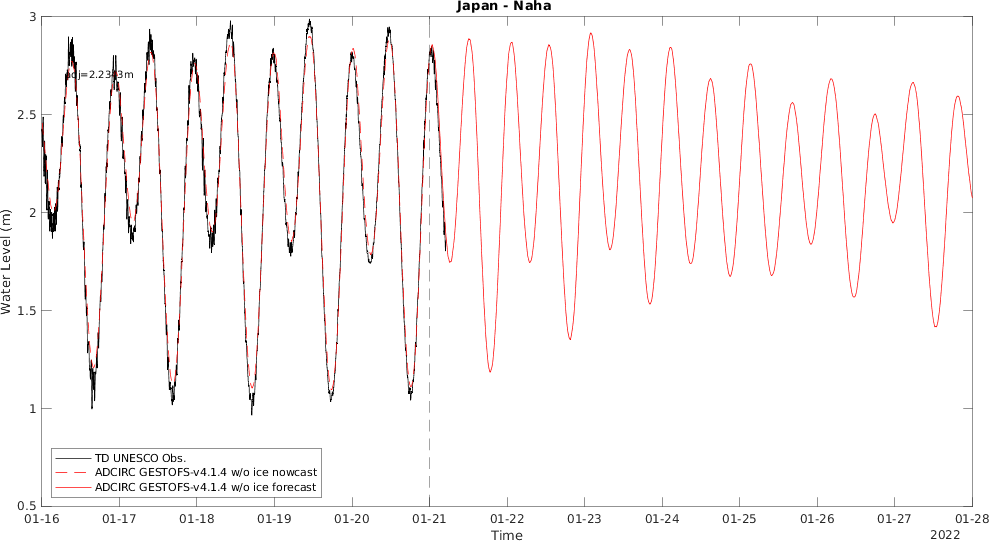 Japan - Naha
3
2.5
2
1.5
1
0.5
Water Level (m)
TD UNESCO Obs.
ADCIRC GESTOFS-v4.1.4 w/o ice nowcast
ADCIRC GESTOFS-v4.1.4 w/o ice forecast
01-16 01-17 01-18 01-19 01-20 01-21 01-22 01-23 01-24 01-25 01-26 01-27 01-28
Time
2022